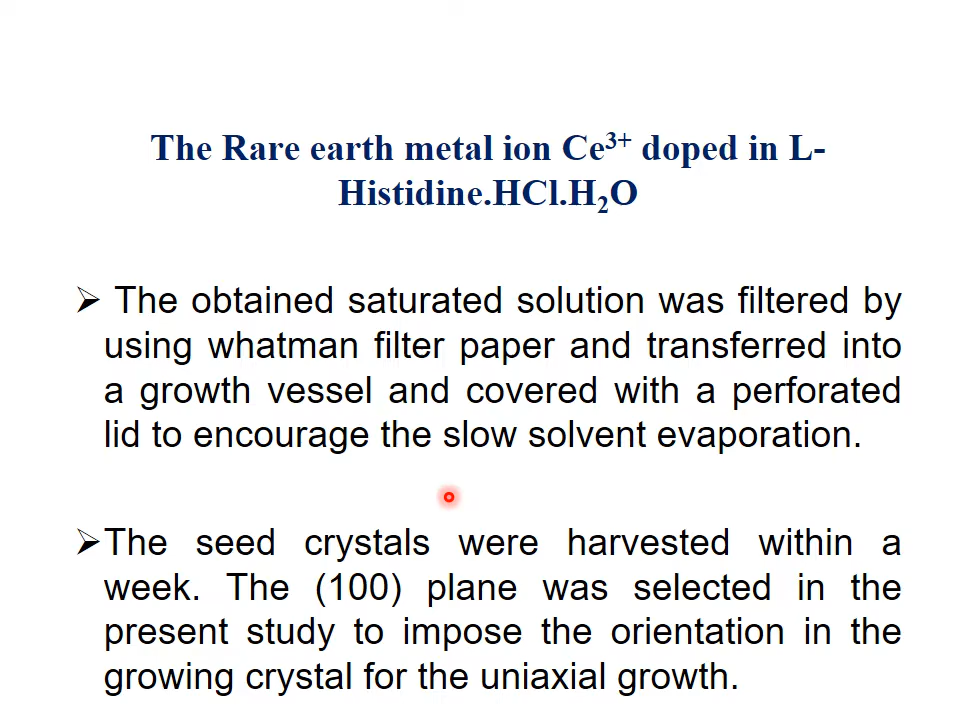 The Rare earth metal ion Ce³⁺ doped in L-
Histidine.HCl.H₂O
➢ The obtained saturated solution was filtered by
using whatman filter paper and transferred into
a growth vessel and covered with a perforated
lid to encourage the slow solvent evaporation.
➢The seed crystals were harvested within a
week. The (100) plane was selected in the
present study to impose the orientation in the
growing crystal for the uniaxial growth.